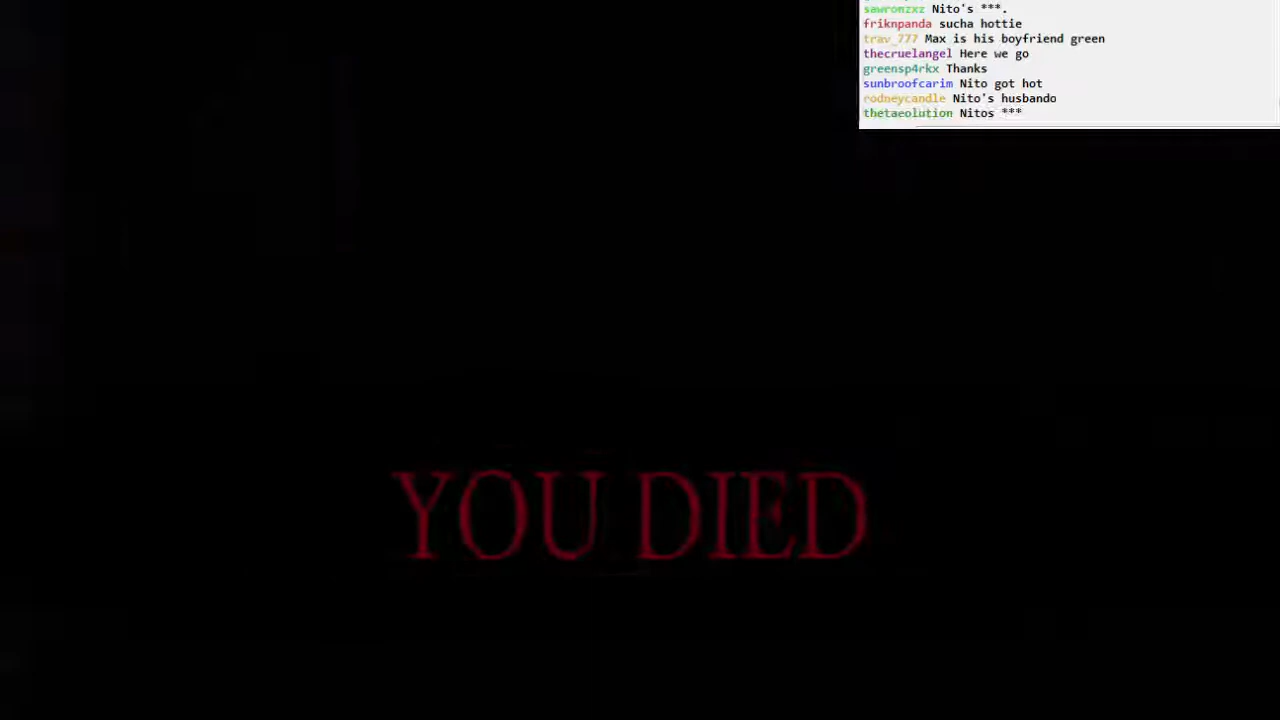 sawromzxz Nito's ***.
friknpanda sucha hottie
trav_777 Max is his boyfriend green
thecruelangel Here we go
greensp4rkx Thanks
sunbroofcarim Nito got hot
rodneycandle Nito's husbando
thetaeolution Nitos ***
YOU DIED